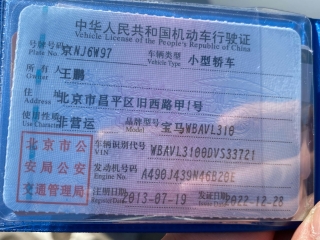 中华人民共和国机动车行驶证
Vehicle License of the People's Republic of China
号牌号码 京NJ6W97 车辆类型 小型轿车
Plate No. Vehicle Type
所有人 王鹏
Owner
住址 北京市昌平区旧西路甲1号
Address
使用性质 非营运 品牌型号 宝马WBAVL310
Use Character Model
北京市公安局公安交通管理局
车辆识别代号 WBAVL3100DVS33721
VIN
发动机号码 A490J439N46B20E
Engine No.
注册日期 2013-07-19 发证日期 2022-12-28
Register Date Issue Date